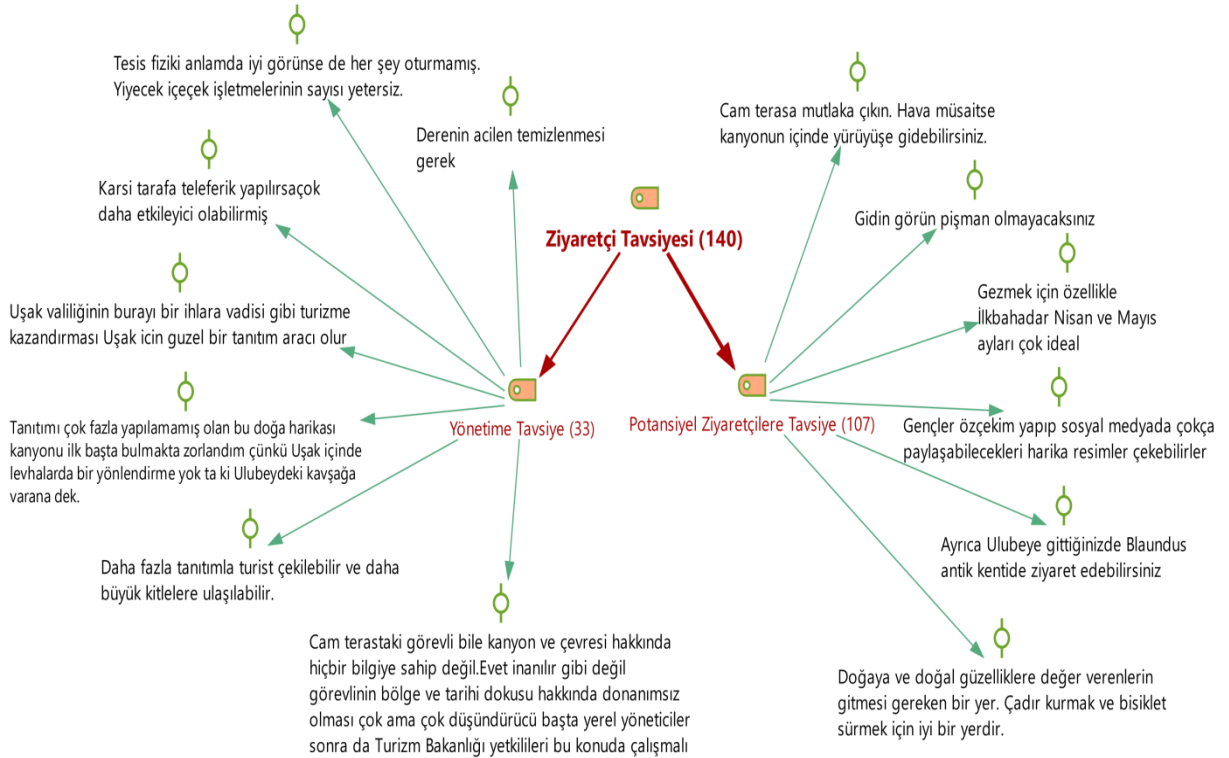 Tesis fiziki anlamda iyi görünse de her şey oturmamış.
Yiyecek içeçek işletmelerinin sayısı yetersiz.
Derenin acilen temizlenmesi
gerek
Cam terasa mutlaka çıkın. Hava müsaitse
kanyonun içinde yürüyüşe gidebilirsiniz.
Karsi tarafa teleferik yapılırsaçok
daha etkileyici olabilirmiş
Gidin görün pişman olmayacaksınız
Ziyaretçi Tavsiyesi (140)
Uşak valiliğinin burayı bir ihlara vadisi gibi turizme
kazandırması Uşak icin guzel bir tanıtım aracı olur
Gezmek için özellikle
İlkbahadar Nisan ve Mayıs
ayları çok ideal
Tanıtımı çok fazla yapılamamış olan bu doğa harikası
kanyonu ilk başta bulmakta zorlandım çünkü Uşak içinde
levhalarda bir yönlendirme yok ta ki Ulubeydeki kavşağa
varana dek.
Yönetime Tavsiye (33)
Potansiyel Ziyaretçilere Tavsiye (107)
Gençler özçekim yapıp sosyal medyada çokça
paylaşabilecekleri harika resimler çekebilirler
Daha fazla tanıtımla turist çekilebilir ve daha
büyük kitlelere ulaşılabilir.
Ayrıca Ulubeye gittiğinizde Blaundus
antik kentide ziyaret edebilirsiniz
Cam terastaki görevli bile kanyon ve çevresi hakkında
hiçbir bilgiye sahip değil.Evet inanılır gibi değil
görevlinin bölge ve tarihi dokusu hakkında donanımsız
olması çok ama çok düşündürücü başta yerel yöneticiler
sonra da Turizm Bakanlığı yetkilileri bu konuda çalışmalı
Doğaya ve doğal güzelliklere değer verenlerin
gitmesi gereken bir yer. Çadır kurmak ve bisiklet
sürmek için iyi bir yerdir.